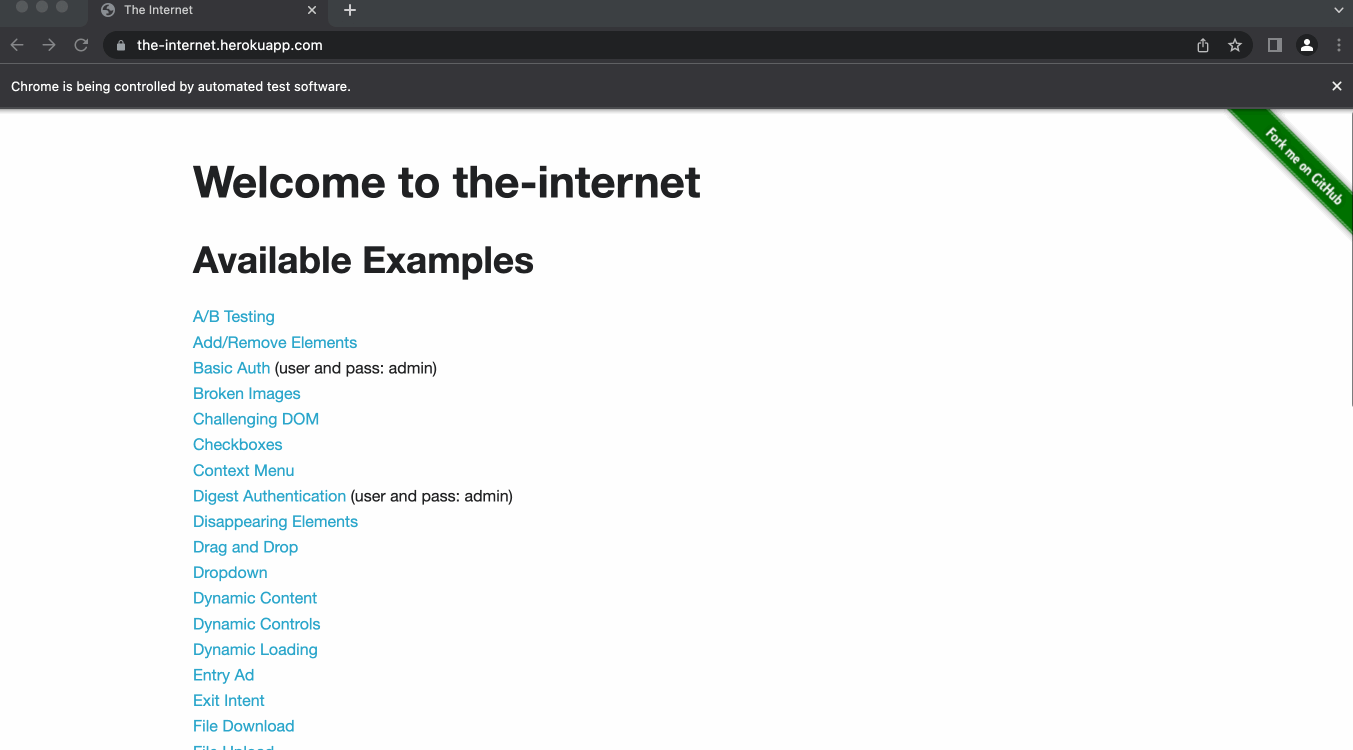 The Internet
the-internet.herokuapp.com
Chrome is being controlled by automated test software.
Fork me on GitHub
Welcome to the-internet
Available Examples
A/B Testing
Add/Remove Elements
Basic Auth (user and pass: admin)
Broken Images
Challenging DOM
Checkboxes
Context Menu
Digest Authentication (user and pass: admin)
Disappearing Elements
Drag and Drop
Dropdown
Dynamic Content
Dynamic Controls
Dynamic Loading
Entry Ad
Exit Intent
File Download
File Upload